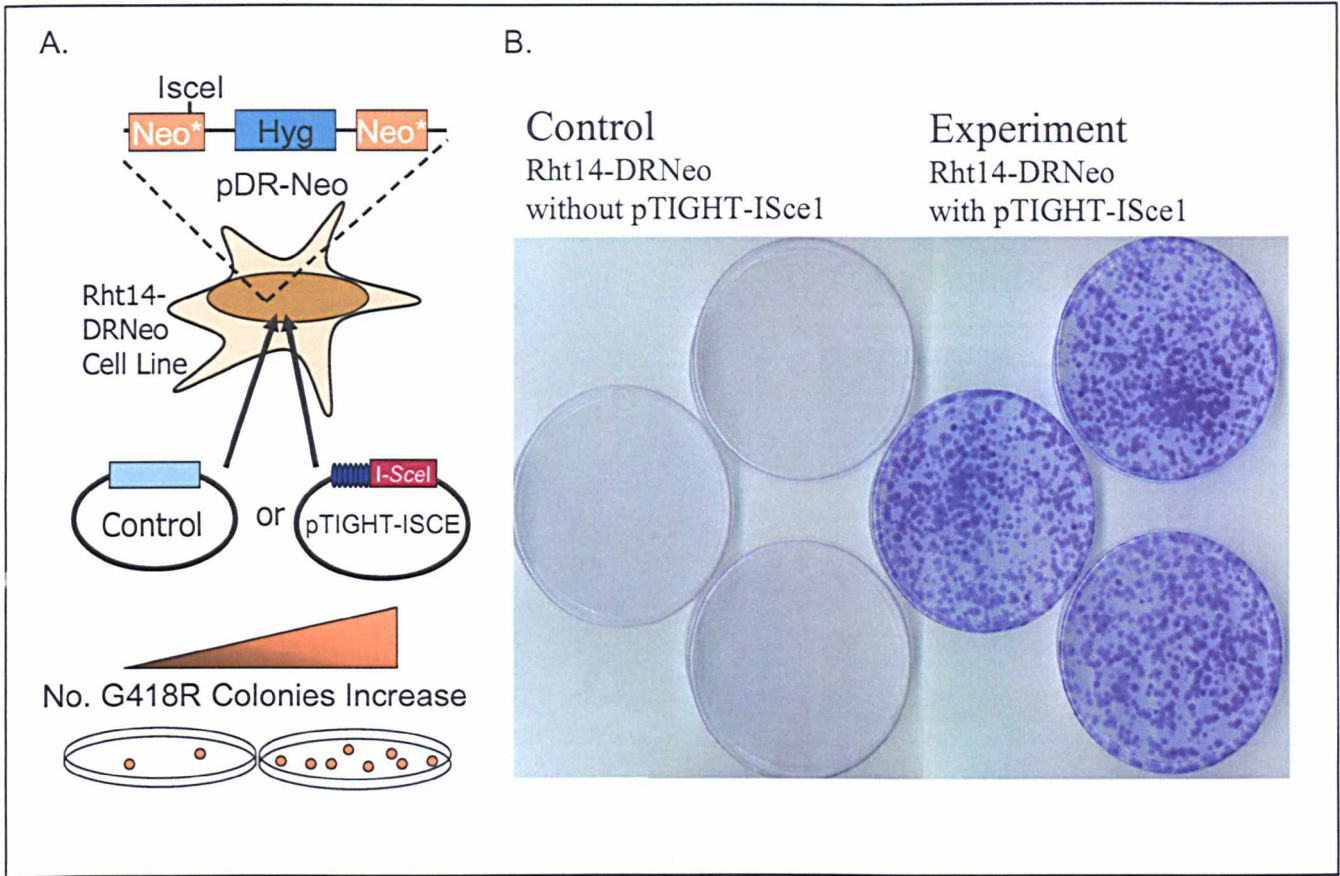 A.
IsceI
Neo*
Hyg
Neo*
pDR-Neo
Rht14-
DRNeo
Cell Line
Control
or
I-SceI
pTIGHT-ISCE
No. G418R Colonies Increase
B.
Control
Rht14-DRNeo
without pTIGHT-ISce1
Experiment
Rht14-DRNeo
with pTIGHT-ISce1